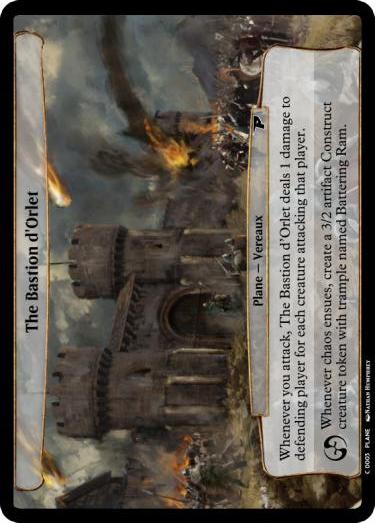 The Bastion d'Orlet
Plane – Vereaux
Whenever you attack, The Bastion d'Orlet deals 1 damage to
defending player for each creature attacking that player.
Whenever chaos ensues, create a 3/2 artifact Construct
creature token with trample named Battering Ram.
C 0005 PLANE Nathan Humphrey